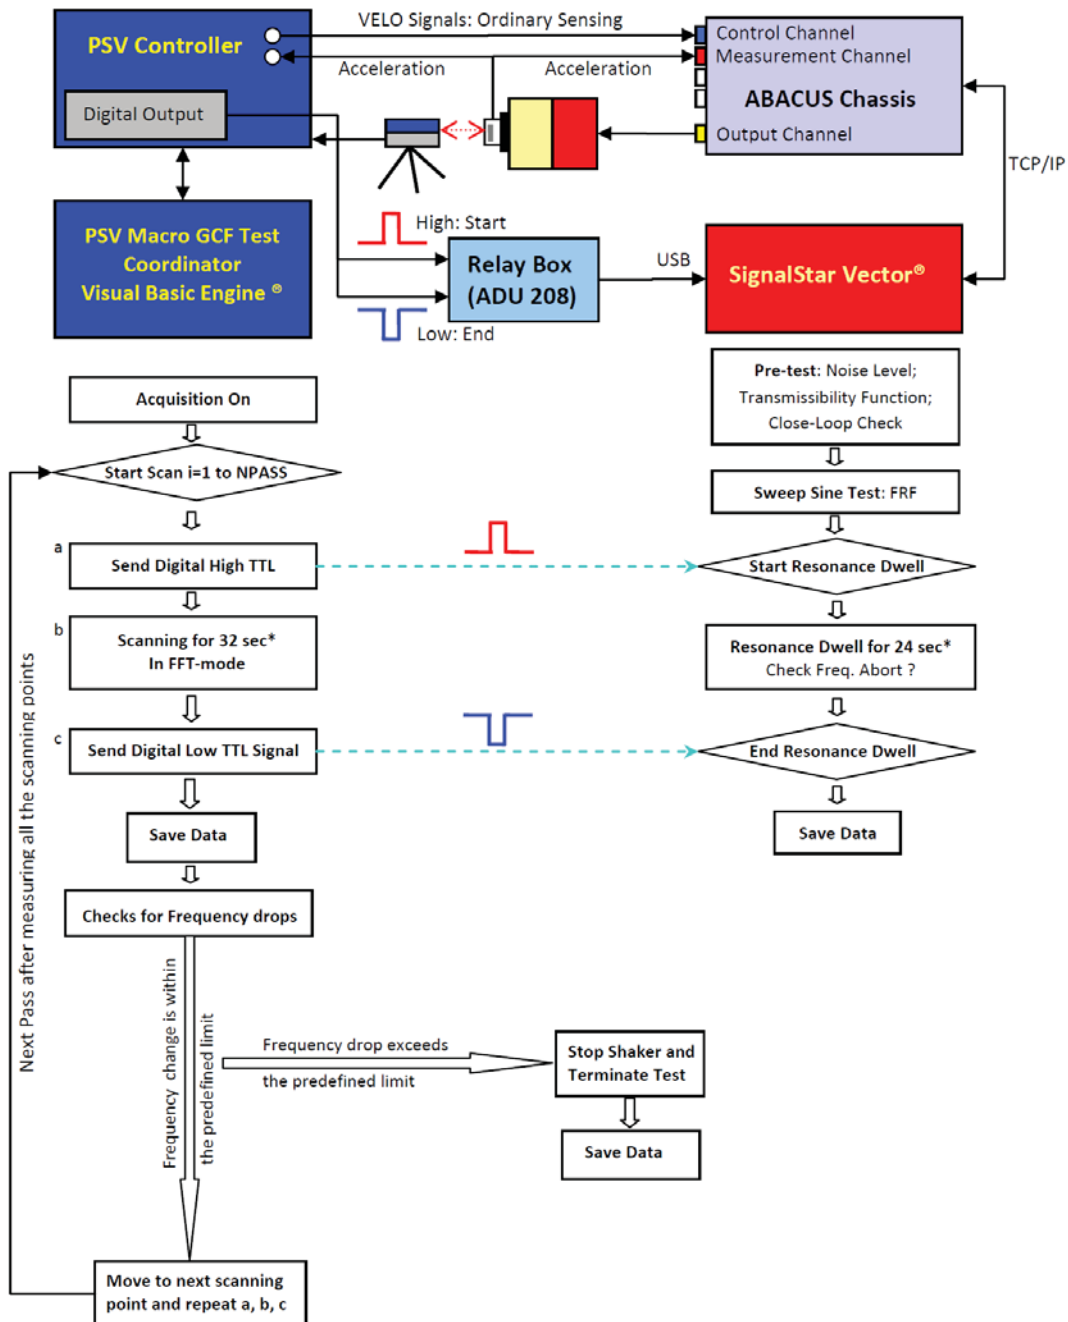 VELO Signals: Ordinary Sensing
PSV Controller
Control Channel
Measurement Channel
Acceleration
Acceleration
ABACUS Chassis
Digital Output
Output Channel
TCP/IP
High: Start
PSV Macro GCF Test
Coordinator
Visual Basic Engine ®
Relay Box
(ADU 208)
USB
SignalStar Vector®
Low: End
Pre-test: Noise Level;
Transmissibility Function;
Close-Loop Check
Acquisition On
Start Scan i=1 to NPASS
Sweep Sine Test: FRF
a
Send Digital High TTL
Start Resonance Dwell
b
Scanning for 32 sec*
In FFT-mode
Resonance Dwell for 24 sec*
Check Freq. Abort ?
c
Send Digital Low TTL Signal
End Resonance Dwell
Save Data
Save Data
Checks for Frequency drops
Next Pass after measuring all the scanning points
Frequency change is within
the predefined limit
Frequency drop exceeds
the predefined limit
Stop Shaker and
Terminate Test
Save Data
Move to next scanning
point and repeat a, b, c